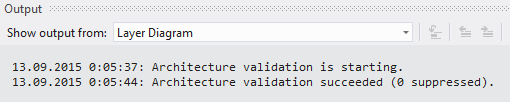 Output
Show output from: Layer Diagram
13.09.2015 0:05:37: Architecture validation is starting.
13.09.2015 0:05:44: Architecture validation succeeded (0 suppressed).